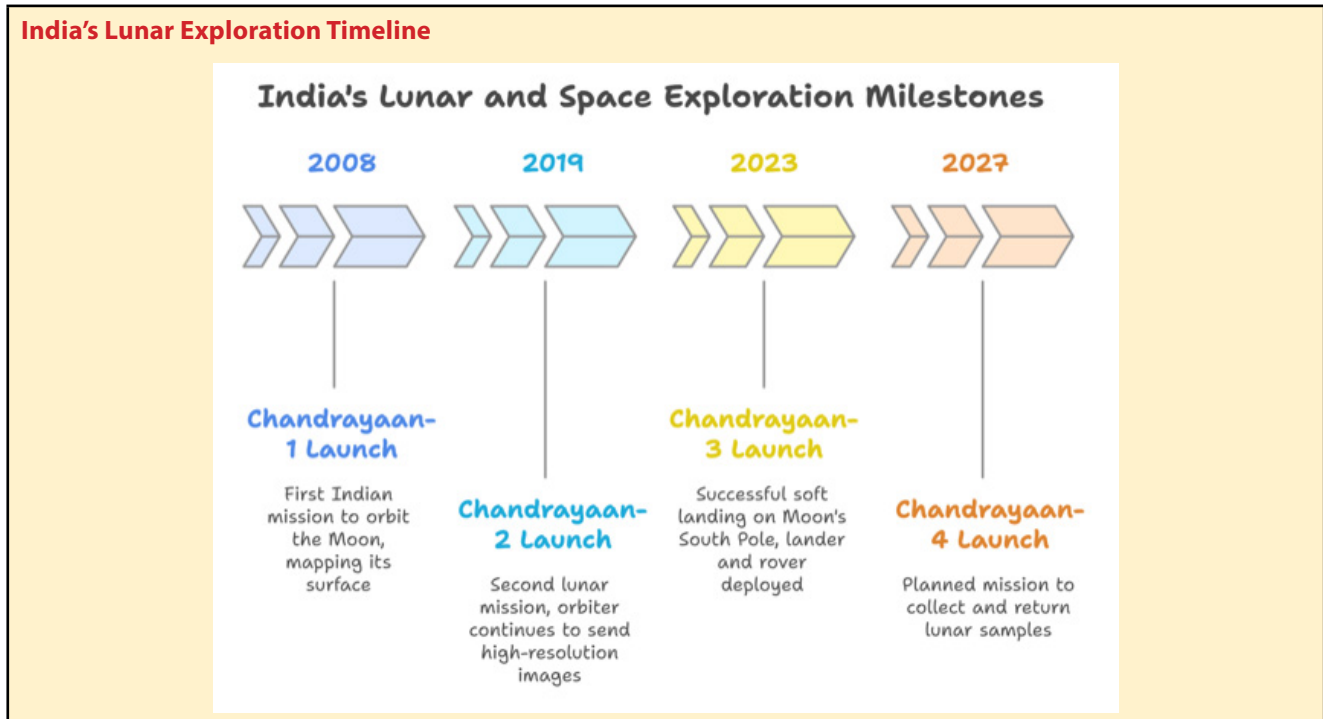 India's Lunar Exploration Timeline
India's Lunar and Space Exploration Milestones
2008
2019
2023
2027
Chandrayaan-
1 Launch
First Indian
mission to orbit
the Moon,
mapping its
surface
Chandrayaan-
2 Launch
Second lunar
mission, orbiter
continues to send
high-resolution
images
Chandrayaan-
3 Launch
Successful soft
landing on Moon's
South Pole, lander
and rover
deployed
Chandrayaan-
4 Launch
Planned mission to
collect and return
lunar samples